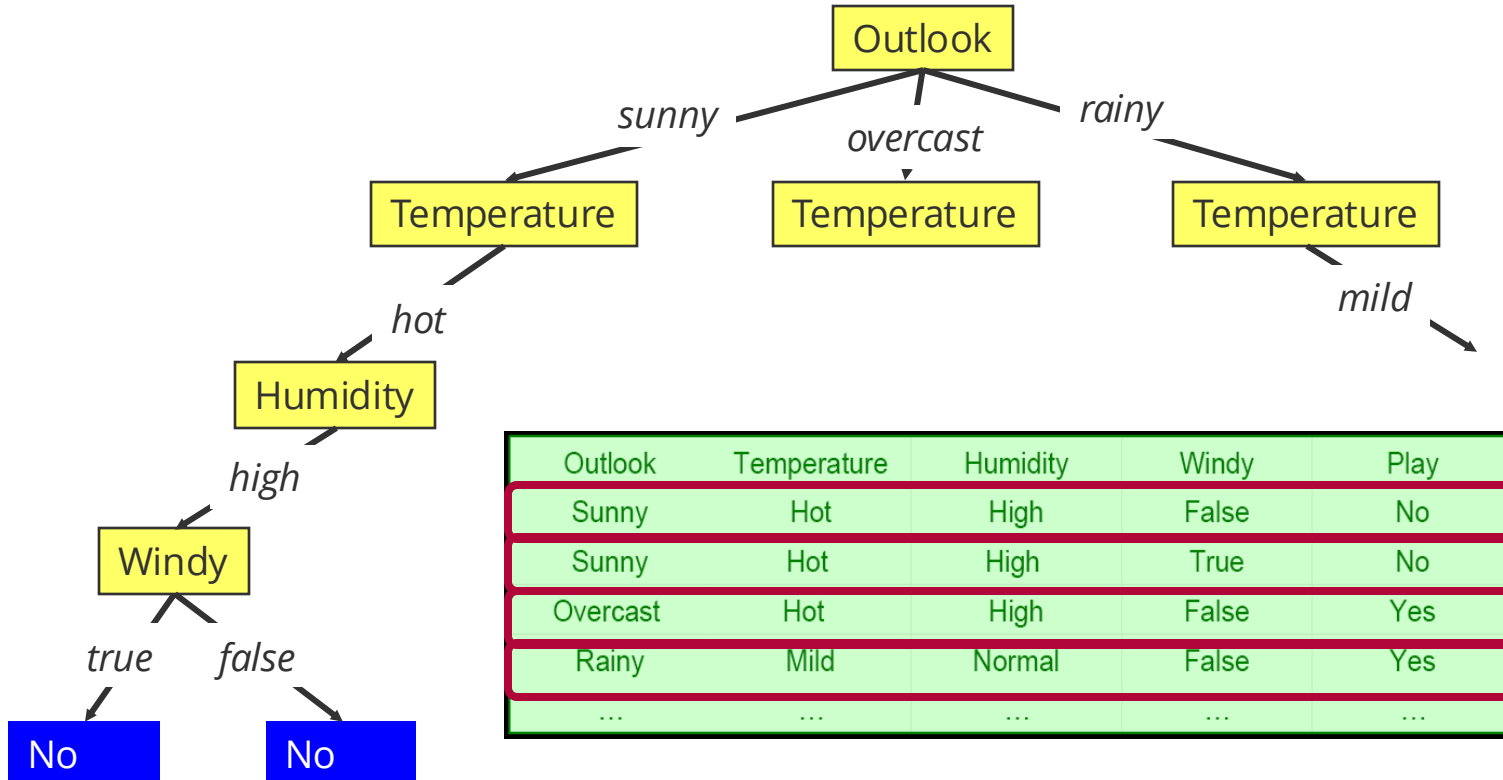 Outlook
sunny
overcast
rainy
Temperature Temperature Temperature
hot
mild
Humidity
high
Windy
true false
No No
Outlook Temperature Humidity Windy Play
Sunny Hot High False No
Sunny Hot High True No
Overcast Hot High False Yes
Rainy Mild Normal False Yes
... ... ... ... ...